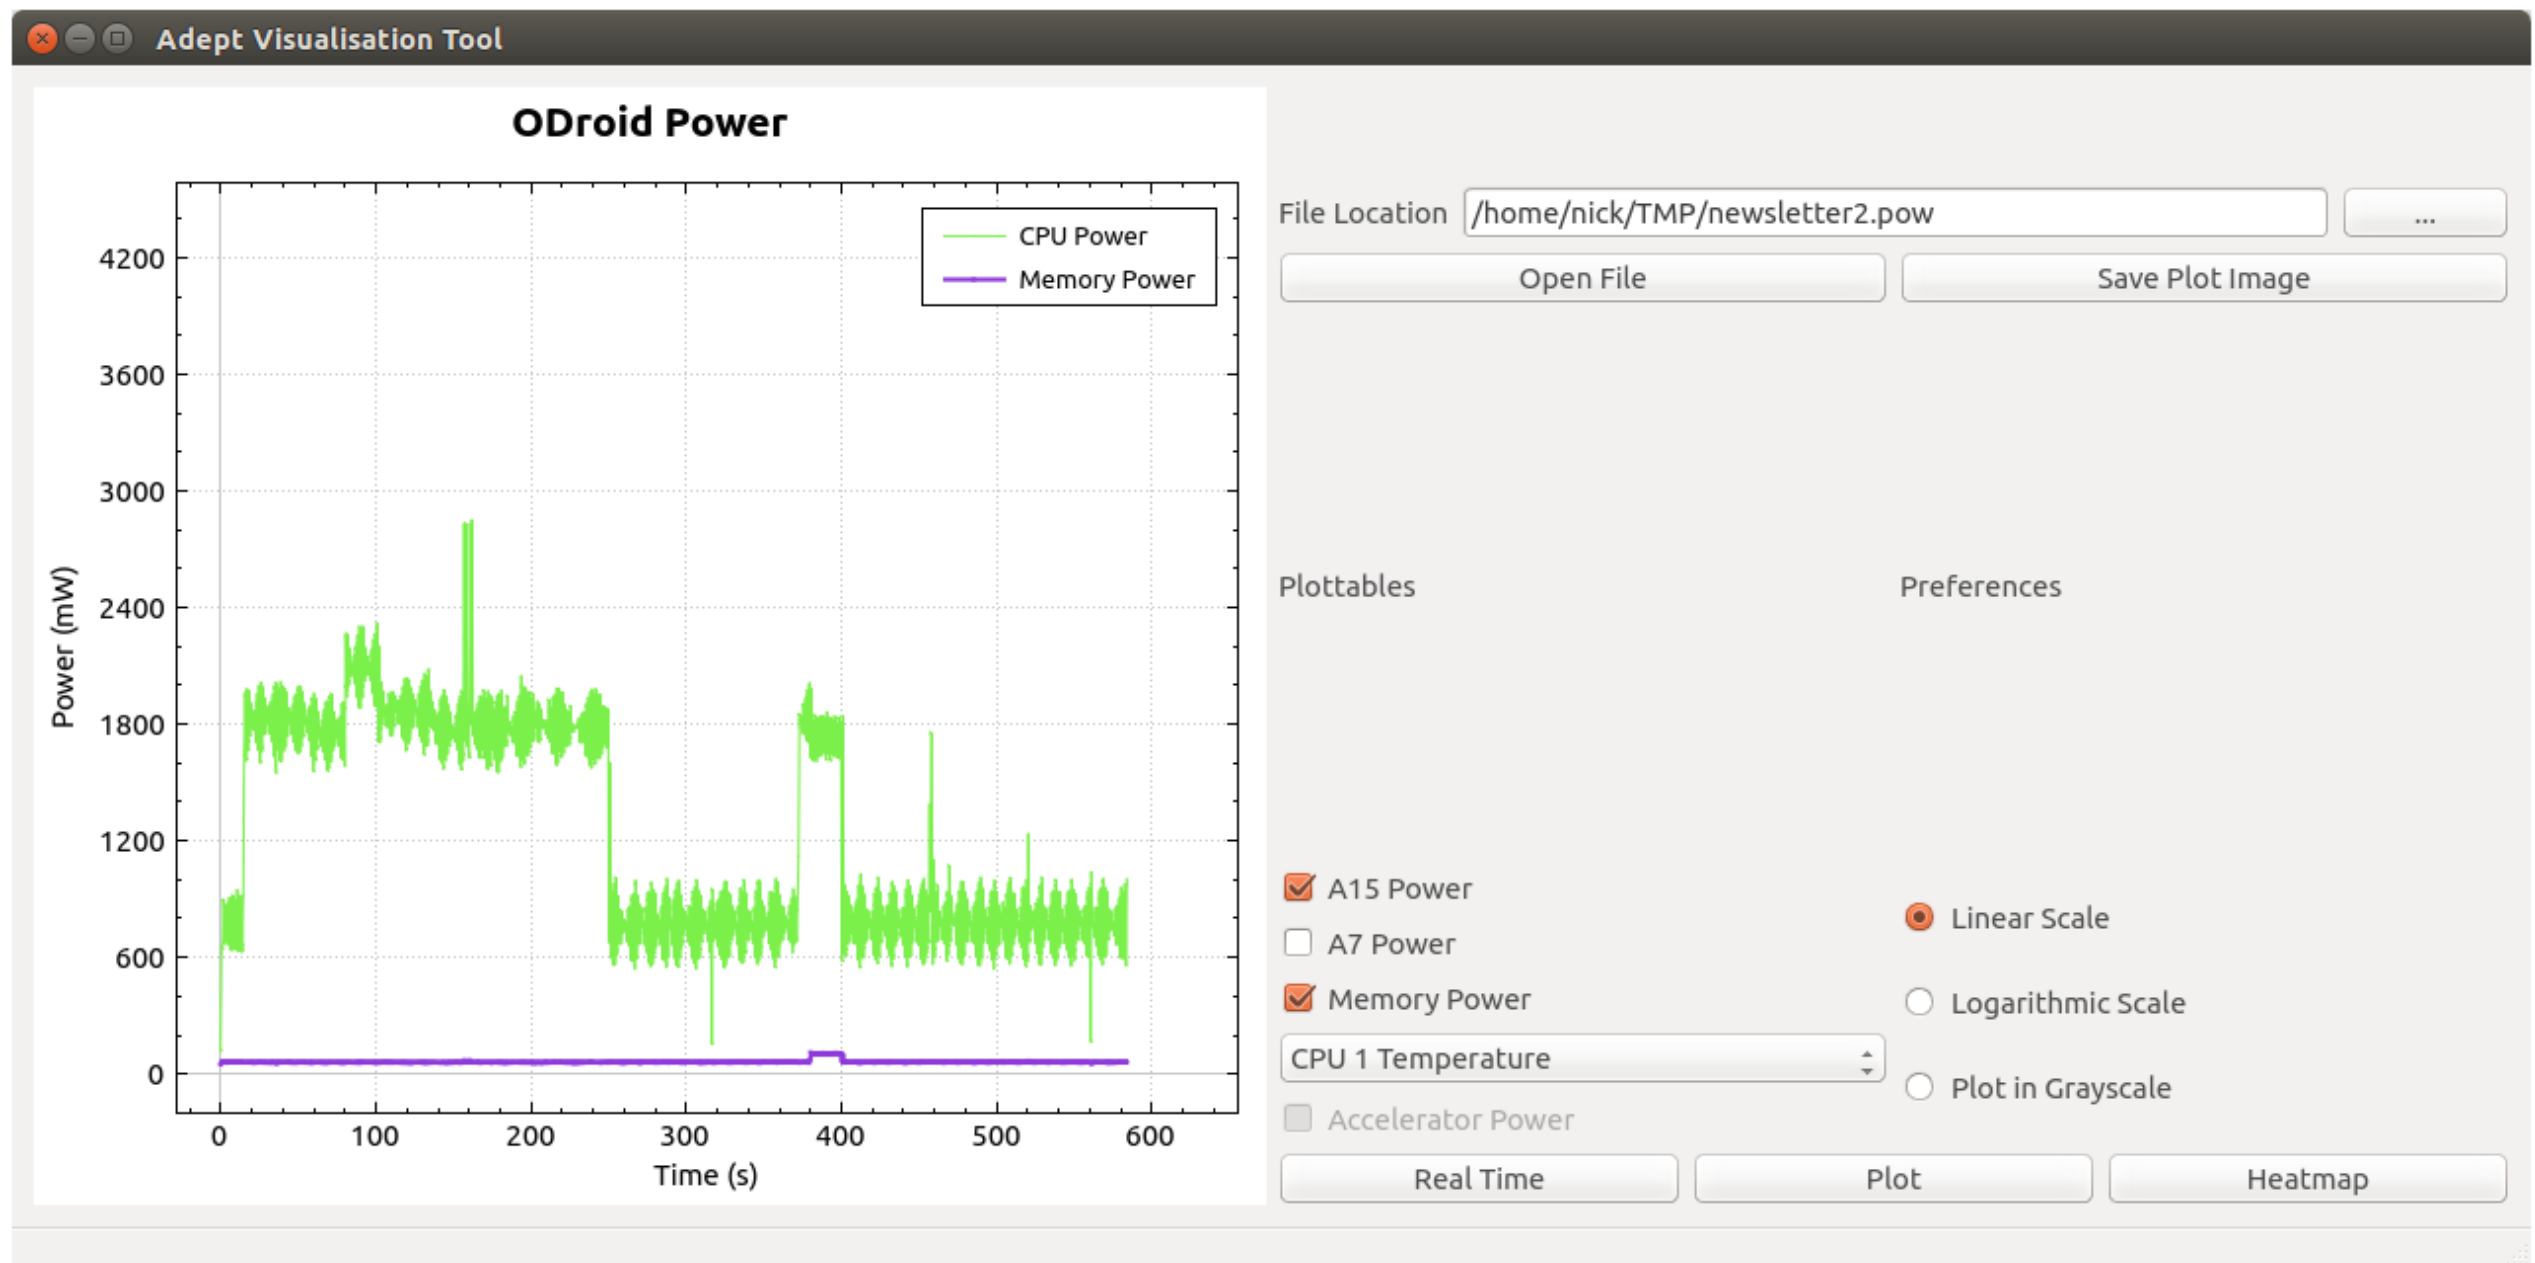 Adept Visualisation Tool
ODroid Power
CPU Power
Memory Power
4200
3600
3000
2400
1800
1200
600
0
Power (mW)
0 100 200 300 400 500 600
Time (s)
File Location /home/nick/TMP/newsletter2.pow ...
Open File Save Plot Image
Plottables Preferences
A15 Power
Linear Scale
A7 Power
Memory Power
Logarithmic Scale
CPU 1 Temperature
Plot in Grayscale
Accelerator Power
Real Time Plot Heatmap